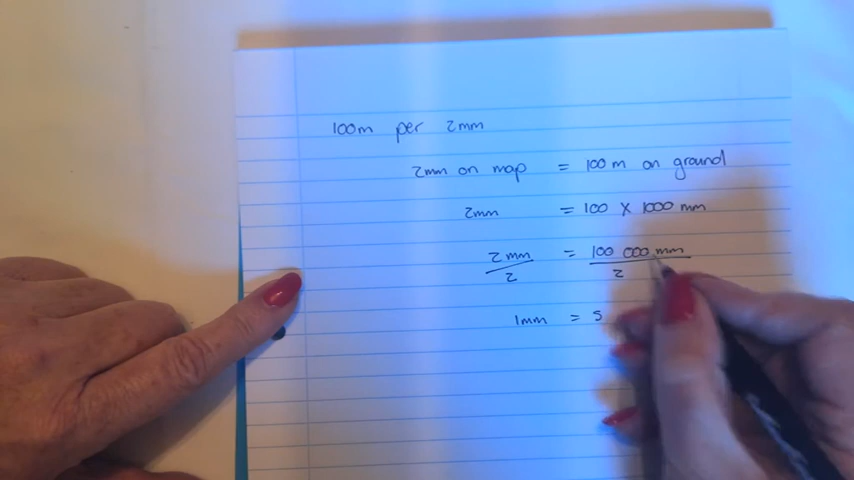 100m per 2mm
2mm on map = 100m on ground
2mm = 100 X 1000 mm
2mm/2 = 100 000 mm/2
1mm = 5